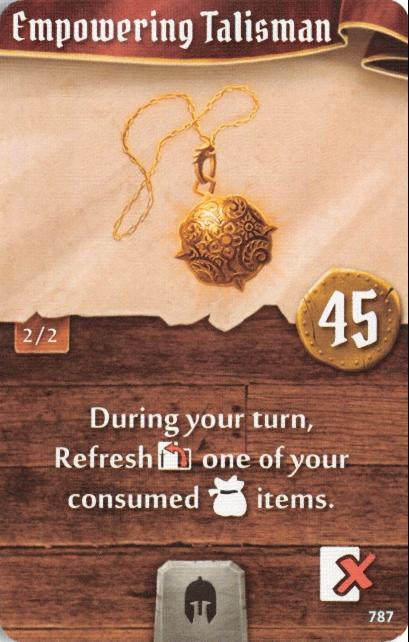 Empowering Talisman
45
2/2
During your turn,
Refresh one of your
consumed items.
787